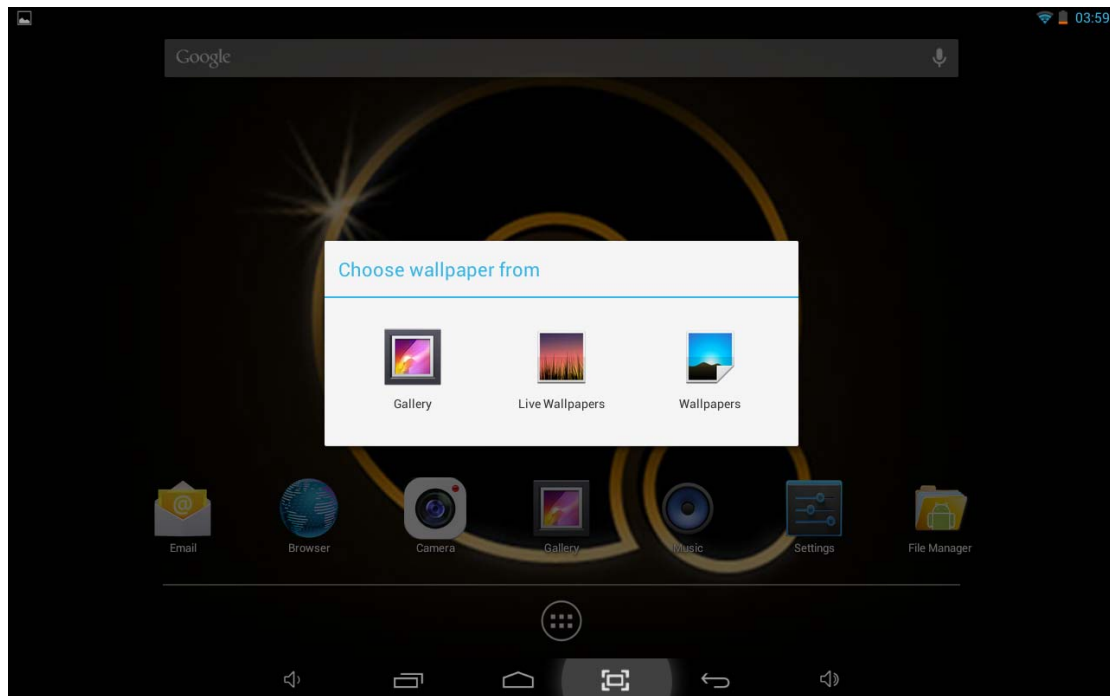 03:59
Google
Choose wallpaper from
Gallery
Live Wallpapers
Wallpapers
@
Email
Browser
Camera
Gallery
Music
Settings
File Manager